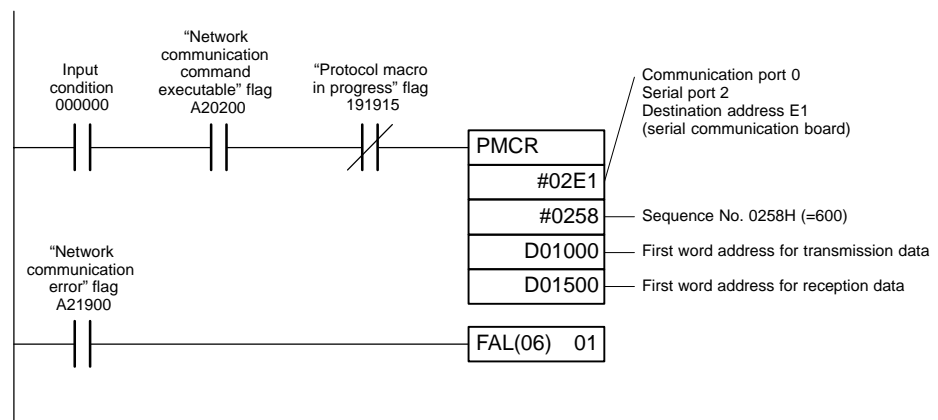 “Network
communication
command
executable” flag
A20200
Input
condition
000000
“Protocol macro
in progress” flag
191915
Communication port 0
Serial port 2
Destination address E1
(serial communication board)
PMCR
#02E1
#0258
Sequence No. 0258H (=600)
D01000
First word address for transmission data
D01500
First word address for reception data
“Network
communication
error” flag
A21900
FAL(06) 01